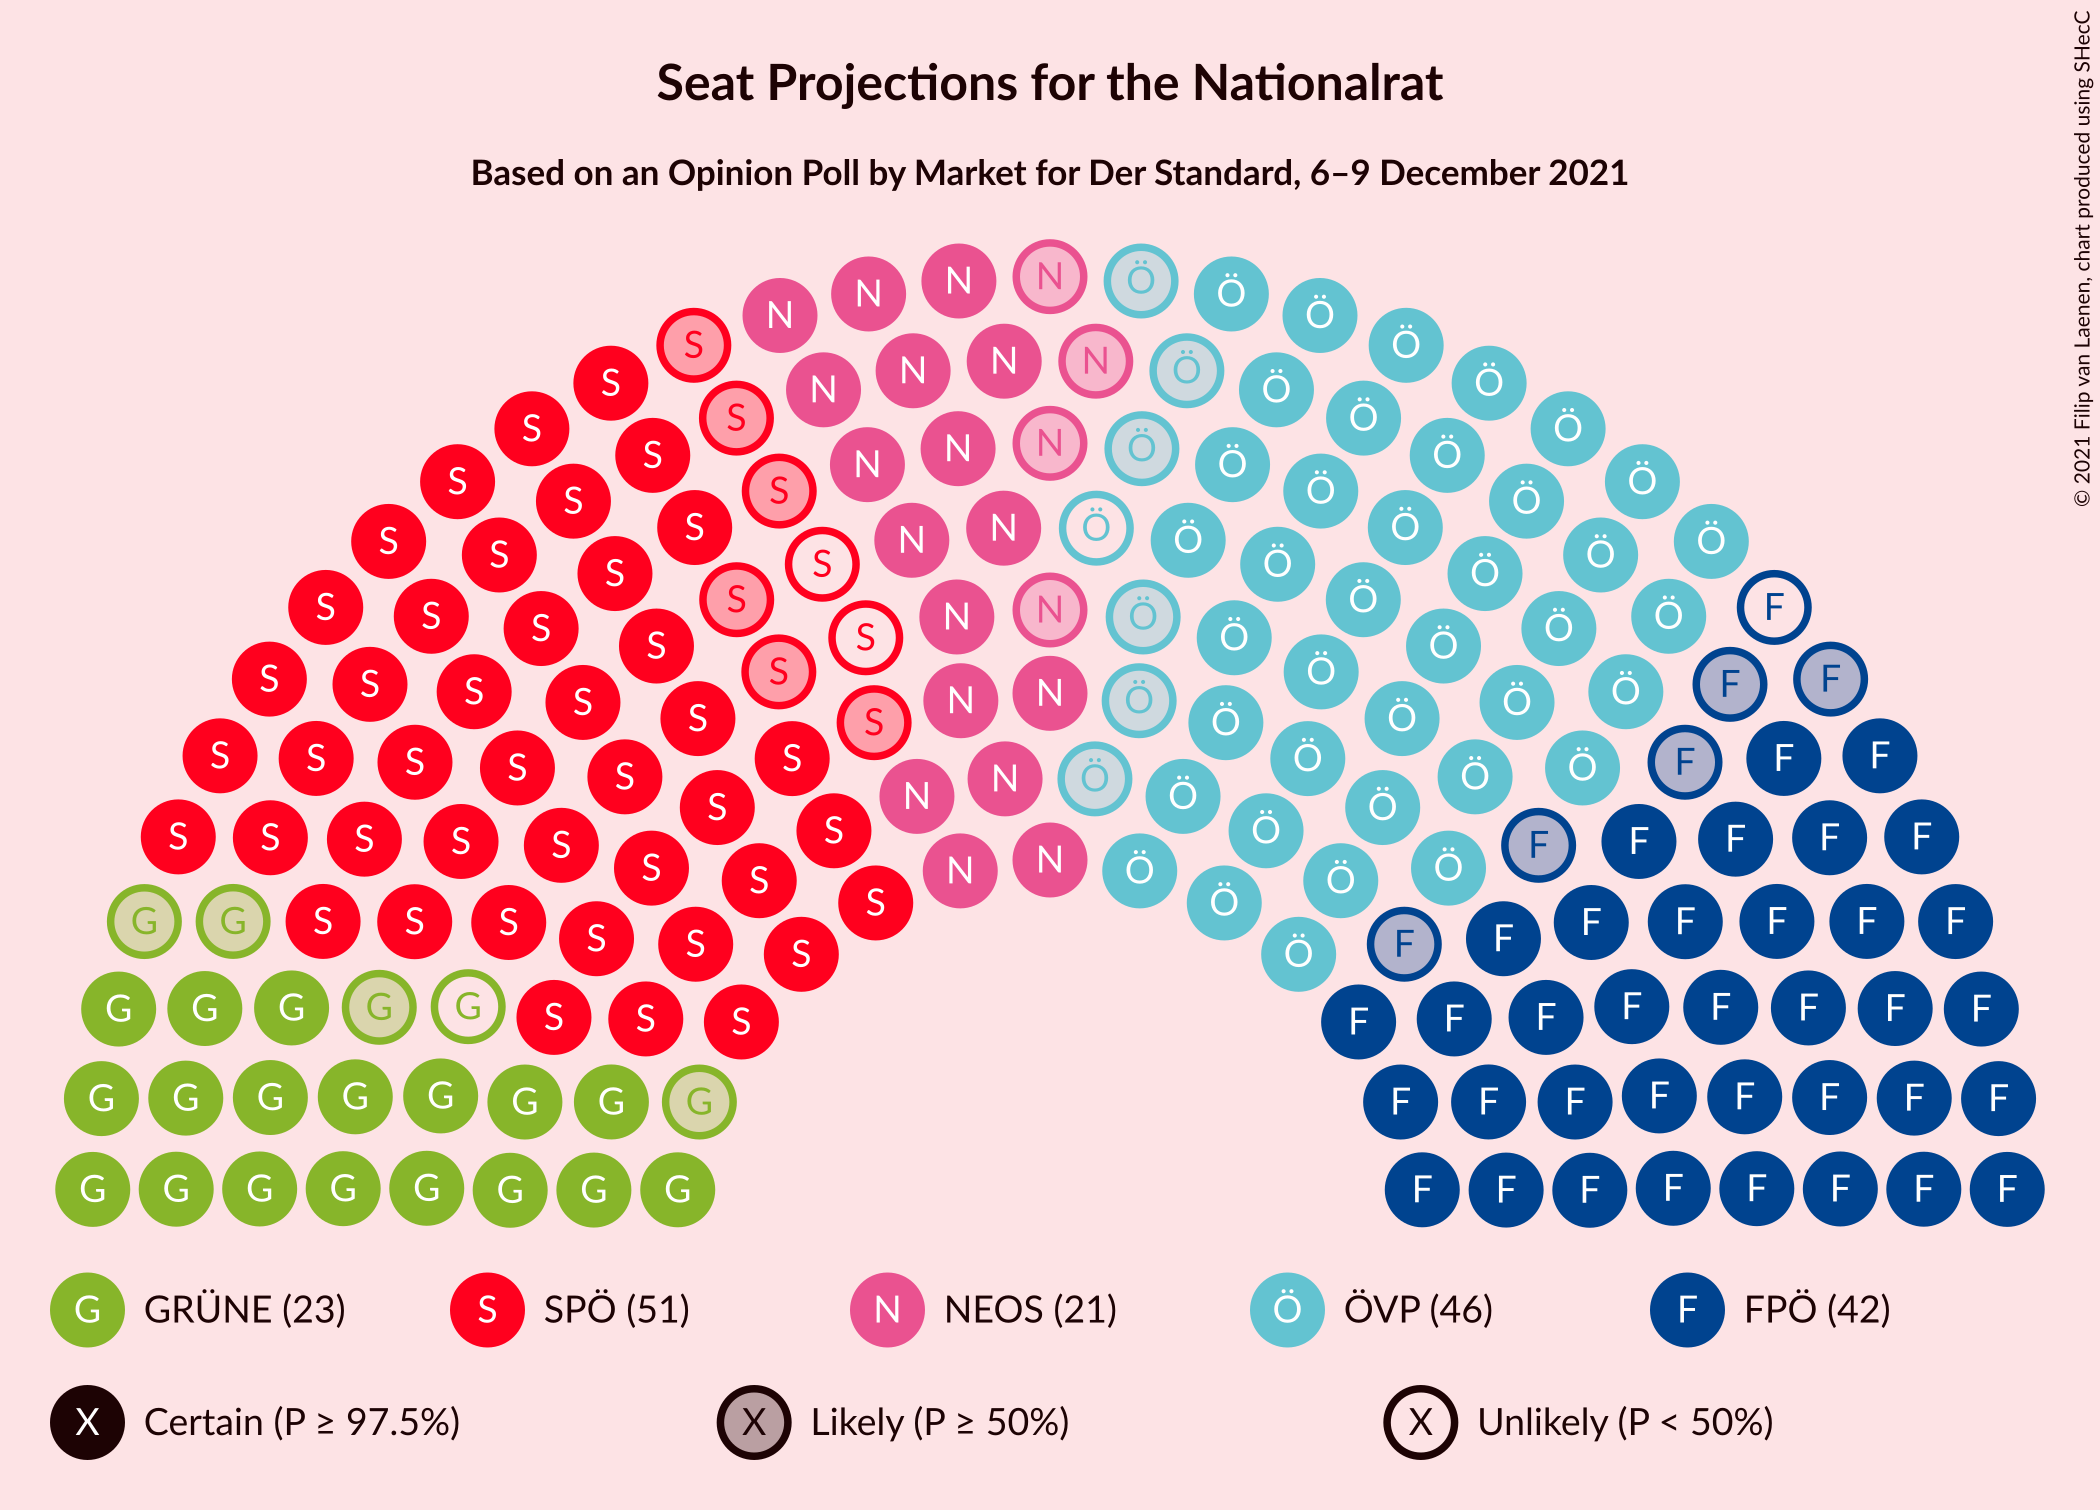 Seat Projections for the Nationalrat
Based on an Opinion Poll by Market for Der Standard, 6–9 December 2021
© 2021 Filip van Laenen, chart produced using SHecC
N N N N Ö Ö Ö Ö
S S N N N N Ö Ö Ö Ö Ö Ö
S S S N N N Ö Ö Ö Ö Ö Ö
S S S S N N Ö Ö Ö Ö Ö Ö Ö
S S S S S N N Ö Ö Ö Ö Ö Ö F
S S S S S S N N Ö Ö Ö Ö Ö Ö F F
S S S S S S S N N Ö Ö Ö Ö Ö Ö F F F
S S S S S S S S N N Ö Ö Ö Ö Ö F F F F F
G G S S S S S S S Ö Ö F F F F F F F
G G G G G S S S F F F F F F F F
G G G G G G G G F F F F F F F F
G G G G G G G G F F F F F F F F
G GRÜNE (23) S SPÖ (51) N NEOS (21) Ö ÖVP (46) F FPÖ (42)
X Certain (P ≥ 97.5%) X Likely (P ≥ 50%) X Unlikely (P < 50%)